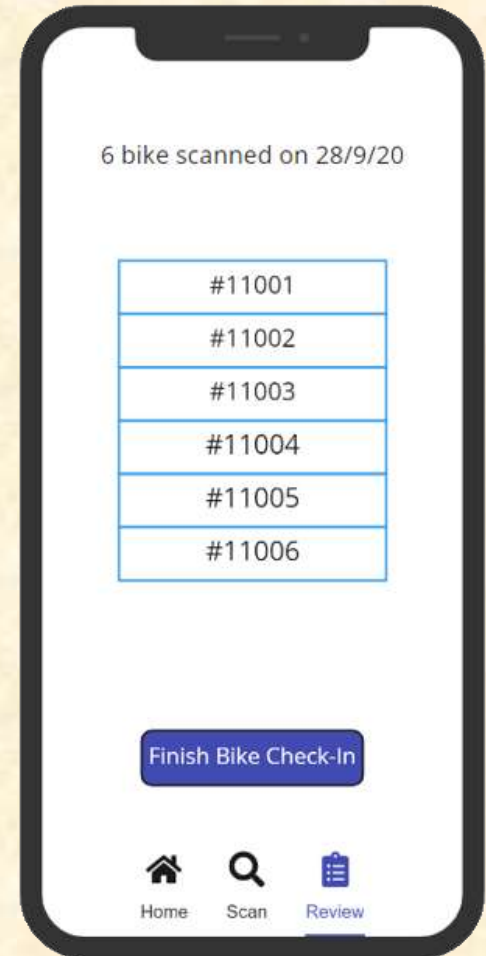 6 bike scanned on 28/9/20
#11001
#11002
#11003
#11004
#11005
#11006
Finish Bike Check-In
Home Scan Review